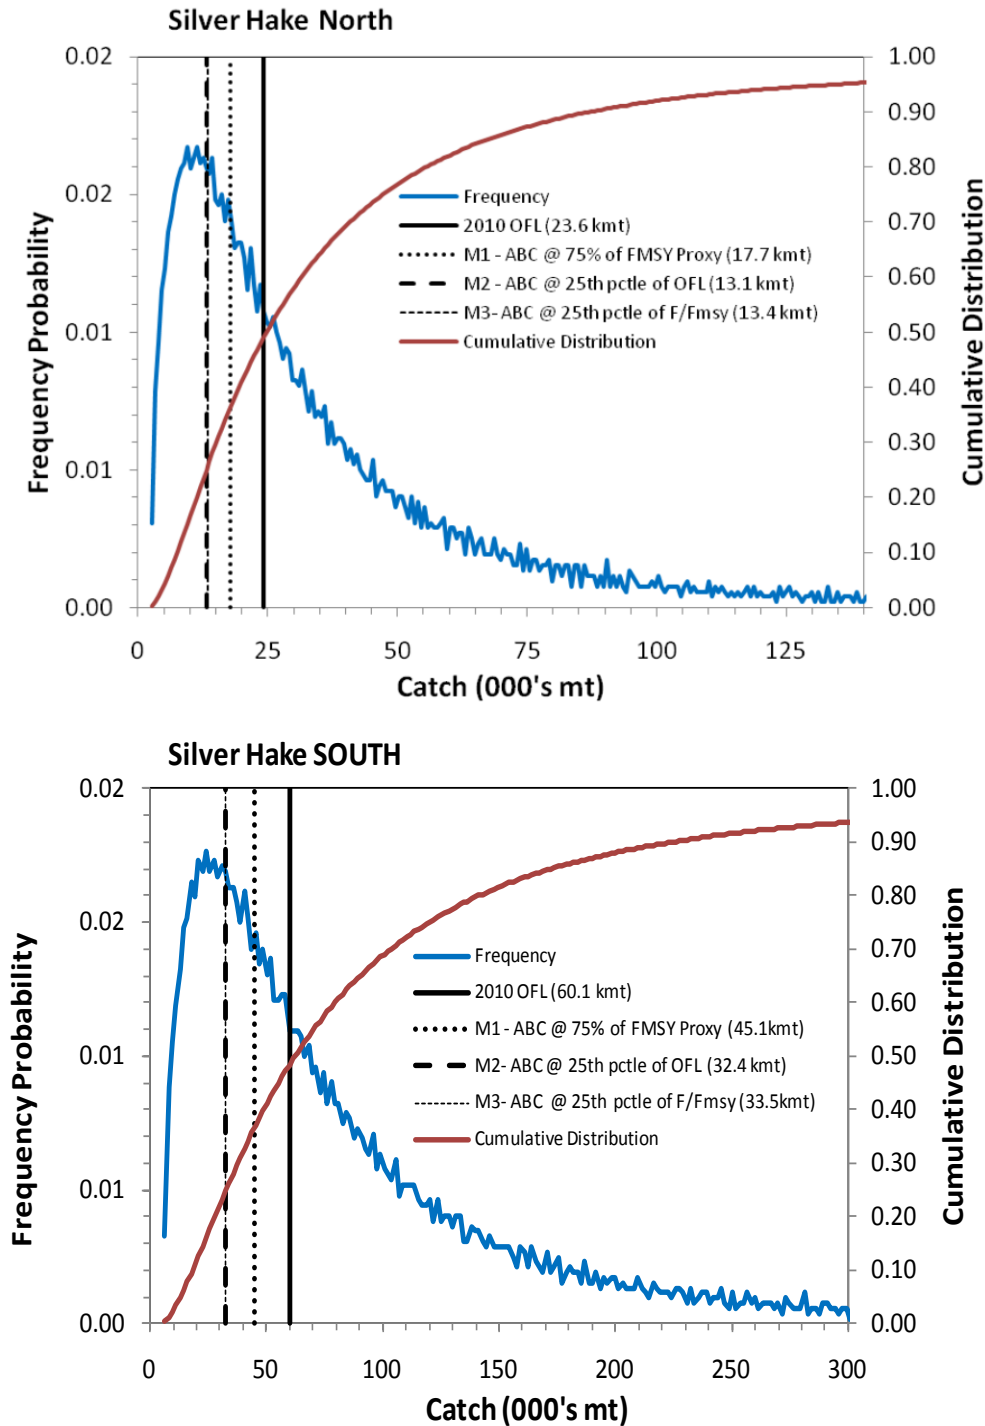 Silver Hake North
0.02
0.02
0.01
0.01
0.00
Frequency Probability
1.00
0.90
0.80
0.70
0.60
0.50
0.40
0.30
0.20
0.10
0.00
Cumulative Distribution
Frequency
2010 OFL (23.6 kmt)
M1 - ABC @ 75% of FMSY Proxy (17.7 kmt)
M2 - ABC @ 25th pctle of OFL (13.1 kmt)
M3- ABC @ 25th pctle of F/Fmsy (13.4 kmt)
Cumulative Distribution
0 25 50 75 100 125
Catch (000's mt)
Silver Hake SOUTH
0.02
0.02
0.01
0.01
0.00
Frequency Probability
1.00
0.90
0.80
0.70
0.60
0.50
0.40
0.30
0.20
0.10
0.00
Cumulative Distribution
Frequency
2010 OFL (60.1 kmt)
M1 - ABC @ 75% of FMSY Proxy (45.1kmt)
M2- ABC @ 25th pctle of OFL (32.4 kmt)
M3- ABC @ 25th pctle of F/Fmsy (33.5kmt)
Cumulative Distribution
0 50 100 150 200 250 300
Catch (000's mt)